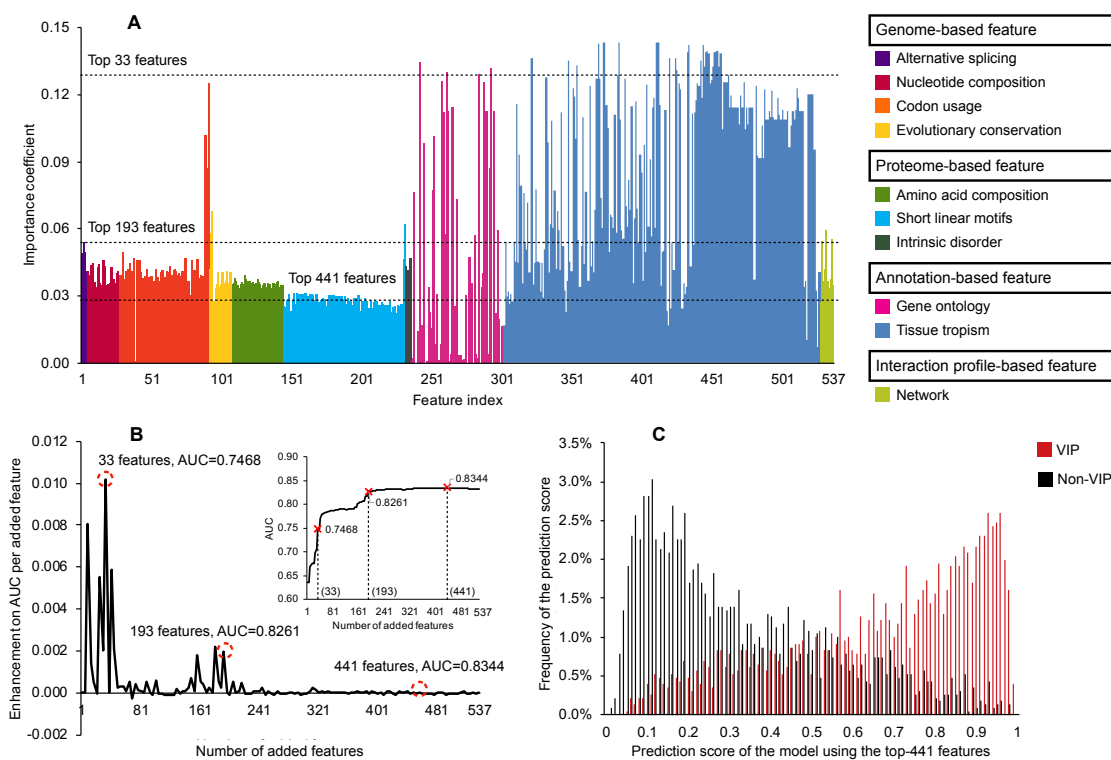 A
0.15
0.12
0.09
0.06
0.03
0.00
Importance coefficient
Top 33 features
Top 193 features
Top 441 features
1 51 101 151 201 251 301 351 401 451 501 537
Feature index
Genome-based feature
Alternative splicing
Nucleotide composition
Codon usage
Evolutionary conservation
Proteome-based feature
Amino acid composition
Short linear motifs
Intrinsic disorder
Annotation-based feature
Gene ontology
Tissue tropism
Interaction profile-based feature
Network
B
0.012
0.010
0.008
0.006
0.004
0.002
0.000
-0.002
Enhancement on AUC per added feature
33 features, AUC=0.7468
193 features, AUC=0.8261
441 features, AUC=0.8344
1 81 161 241 321 401 481 537
Number of added features
0.90
0.85
0.80
0.75
0.70
0.65
0.60
AUC
0.7468
0.8261
0.8344
(33) (193) (441)
1 81 161 241 321 401 481 537
Number of added features
C
3.5%
3.0%
2.5%
2.0%
1.5%
1.0%
0.5%
0.0%
Frequency of the prediction score
VIP
Non-VIP
0 0.1 0.2 0.3 0.4 0.5 0.6 0.7 0.8 0.9 1
Prediction score of the model using the top-441 features